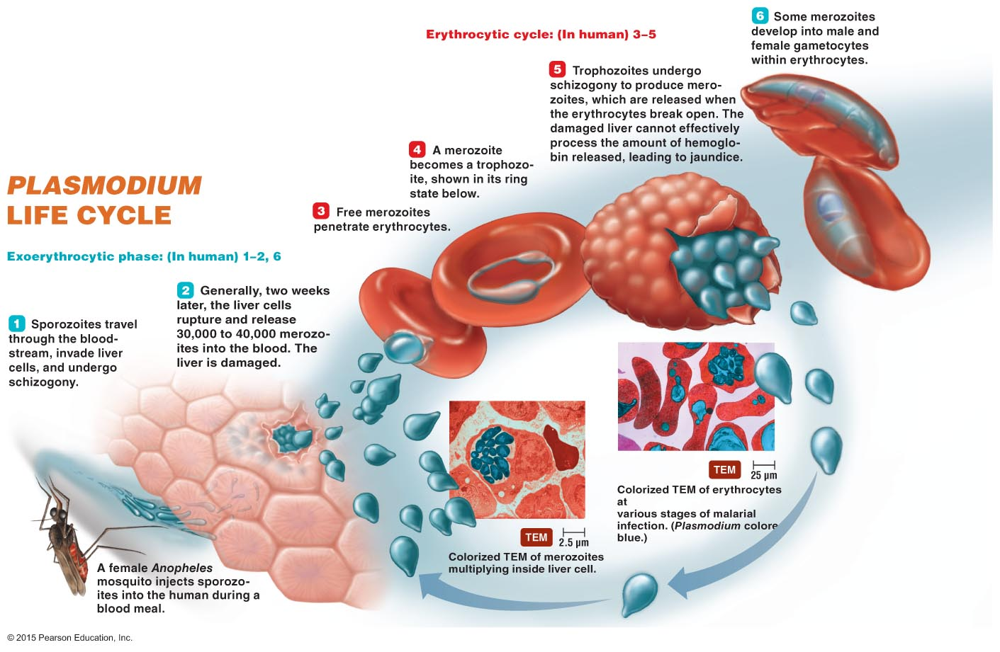 PLASMODIUM
LIFE CYCLE
Exoerythrocytic phase: (In human) 1–2, 6
1 Sporozoites travel
through the blood-
stream, invade liver
cells, and undergo
schizogony.
2 Generally, two weeks
later, the liver cells
rupture and release
30,000 to 40,000 merozo-
ites into the blood. The
liver is damaged.
Erythrocytic cycle: (In human) 3–5
3 Free merozoites
penetrate erythrocytes.
4 A merozoite
becomes a trophozo-
ite, shown in its ring
state below.
5 Trophozoites undergo
schizogony to produce mero-
zoites, which are released when
the erythrocytes break open. The
damaged liver cannot effectively
process the amount of hemoglo-
bin released, leading to jaundice.
6 Some merozoites
develop into male and
female gametocytes
within erythrocytes.
A female Anopheles
mosquito injects sporozo-
ites into the human during a
blood meal.
TEM 2.5 µm
Colorized TEM of merozoites
multiplying inside liver cell.
TEM 25 µm
Colorized TEM of erythrocytes
at
various stages of malarial
infection. (Plasmodium colore
blue.)
© 2015 Pearson Education, Inc.